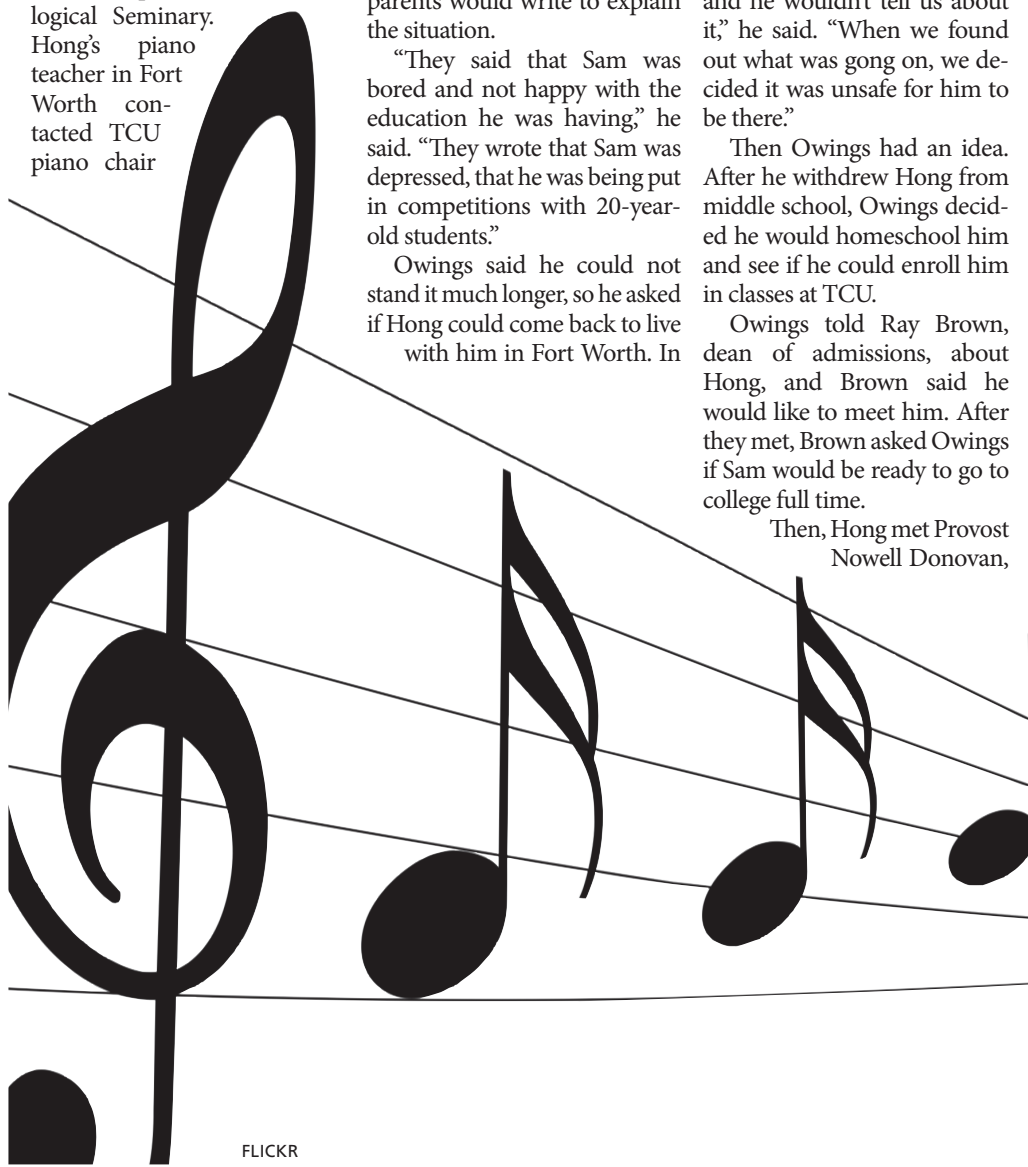 logical Seminary.
Hong's piano
teacher in Fort
Worth con-
tacted TCU
piano chair
parents would write to explain
the situation.
“They said that Sam was
bored and not happy with the
education he was having,” he
said. “They wrote that Sam was
depressed, that he was being put
in competitions with 20-year-
old students.”
Owings said he could not
stand it much longer, so he asked
if Hong could come back to live
with him in Fort Worth. In
and he wouldn't tell us about
it,” he said. “When we found
out what was gong on, we de-
cided it was unsafe for him to
be there.”
Then Owings had an idea.
After he withdrew Hong from
middle school, Owings decid-
ed he would homeschool him
and see if he could enroll him
in classes at TCU.
Owings told Ray Brown,
dean of admissions, about
Hong, and Brown said he
would like to meet him. After
they met, Brown asked Owings
if Sam would be ready to go to
college full time.
Then, Hong met Provost
Nowell Donovan,
FLICKR